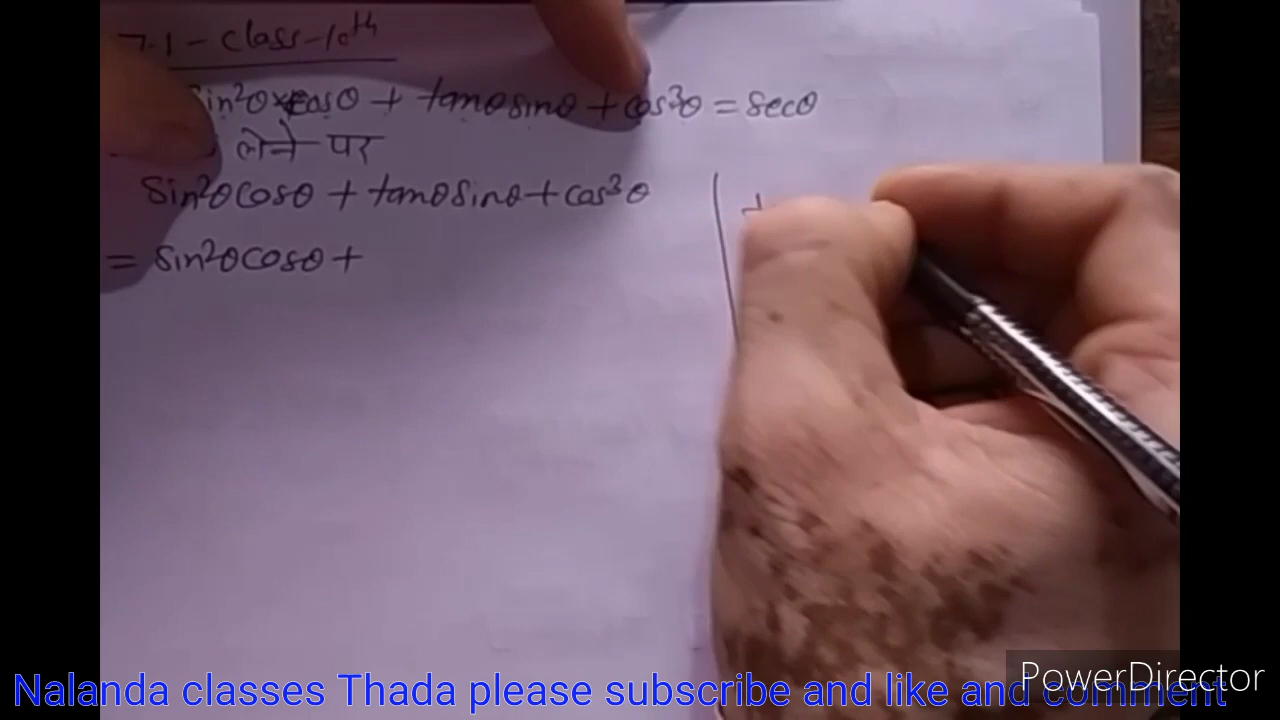 7.1 - Class-10th
sin²θ×cosθ + tanθsinθ + cos³θ = secθ
लेने पर
sin²θcosθ + tanθsinθ + cos³θ
= sin²θcosθ +
Nalanda classes Thada please subscribe and like and comment
PowerDirector